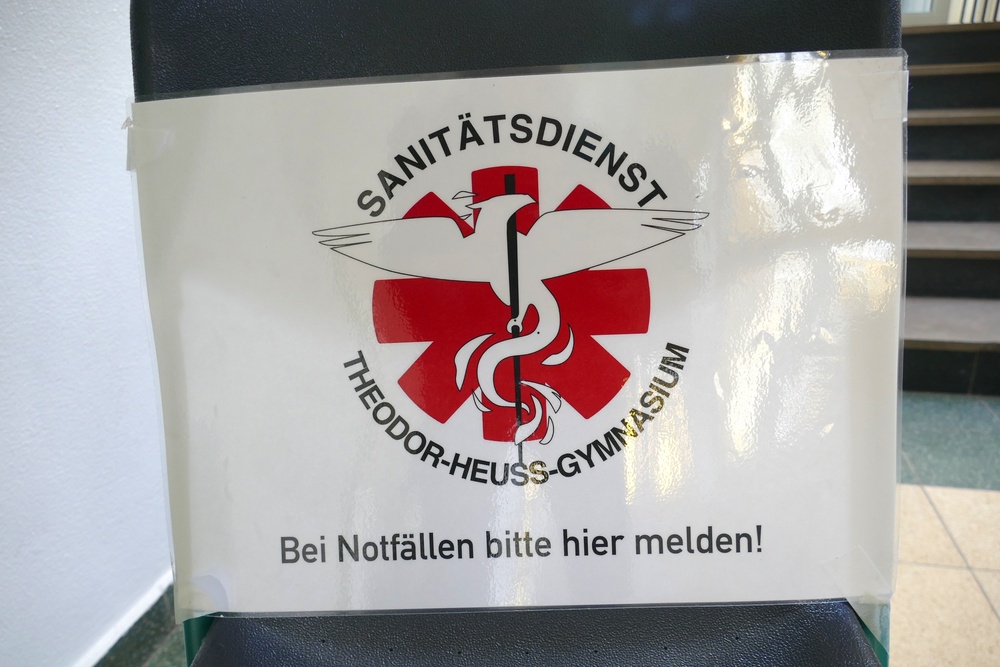 SANITÄTSDIENST
THEODOR-HEUSS-GYMNASIUM
Bei Notfällen bitte hier melden!